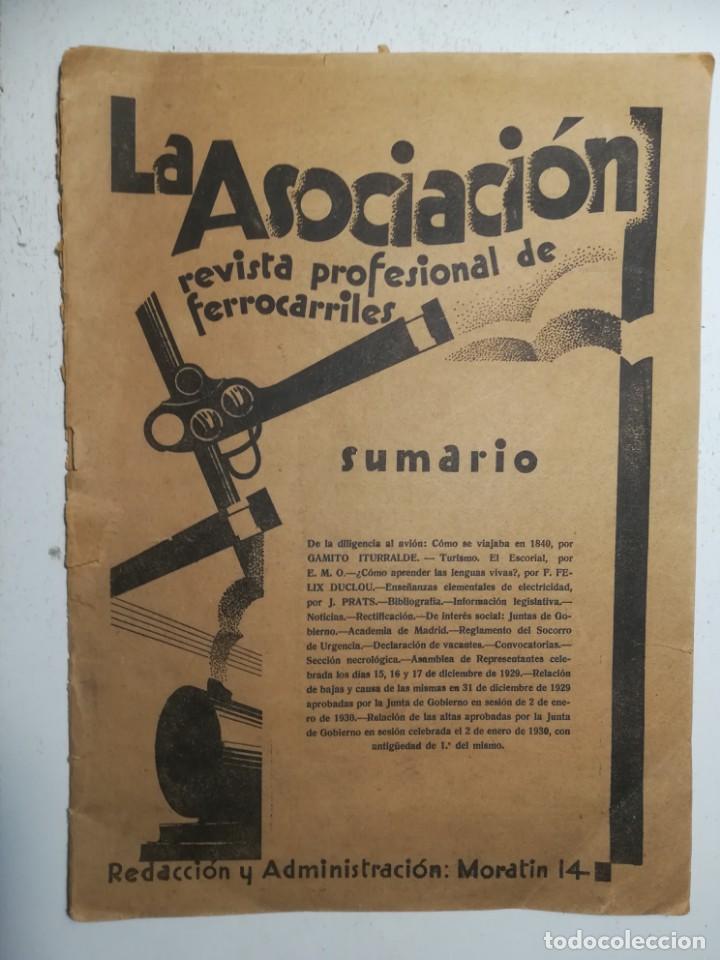 La Asociación
revista profesional de
ferrocarriles
sumario
De la diligencia al avión: Cómo se viajaba en 1840, por
GAMITO ITURRALDE. — Turismo. El Escorial, por
E. M. O.—¿Cómo aprender las lenguas vivas?, por F. FE-
LIX DUCLOU.—Enseñanzas elementales de electricidad,
por J. PRATS.—Bibliografía.—Información legislativa.—
Noticias.—Rectificación.—De interés social: Juntas de Go-
bierno.—Academia de Madrid.—Reglamento del Socorro
de Urgencia.—Declaración de vacantes.—Convocatorias.—
Sección necrológica.—Asamblea de Representantes cele-
brada los días 15, 16 y 17 de diciembre de 1929.—Relación
de bajas y causa de las mismas en 31 de diciembre de 1929
aprobadas por la Junta de Gobierno en sesión de 2 de ene-
ro de 1930.—Relación de las altas aprobadas por la Junta
de Gobierno en sesión celebrada el 2 de enero de 1930, con
antigüedad de 1.º del mismo.
Redacción y Administración: Moratin 14
todocoleccion
todocoleccion.net